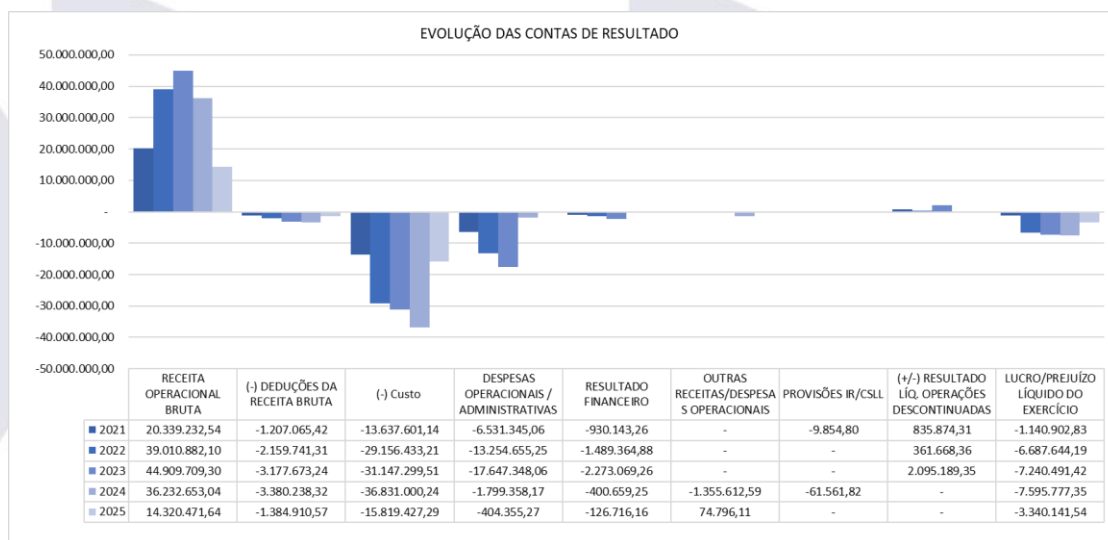 EVOLUÇÃO DAS CONTAS DE RESULTADO
50.000.000,00
40.000.000,00
30.000.000,00
20.000.000,00
10.000.000,00
-
-10.000.000,00
-20.000.000,00
-30.000.000,00
-40.000.000,00
-50.000.000,00
RECEITA OPERACIONAL BRUTA
(-) DEDUÇÕES DA RECEITA BRUTA
(-) Custo
DESPESAS OPERACIONAIS / ADMINISTRATIVAS
RESULTADO FINANCEIRO
OUTRAS RECEITAS/DESPESA S OPERACIONAIS
PROVISÕES IR/CSLL
(+/-) RESULTADO LÍQ. OPERAÇÕES DESCONTINUADAS
LUCRO/PREJUÍZO LÍQUIDO DO EXERCÍCIO
2021 20.339.232,54 -1.207.065,42 -13.637.601,14 -6.531.345,06 -930.143,26 - -9.854,80 835.874,31 -1.140.902,83
2022 39.010.882,10 -2.159.741,31 -29.156.433,21 -13.254.655,25 -1.489.364,88 - - 361.668,36 -6.687.644,19
2023 44.909.709,30 -3.177.673,24 -31.147.299,51 -17.647.348,06 -2.273.069,26 - - 2.095.189,35 -7.240.491,42
2024 36.232.653,04 -3.380.238,32 -36.831.000,24 -1.799.358,17 -400.659,25 -1.355.612,59 -61.561,82 - -7.595.777,35
2025 14.320.471,64 -1.384.910,57 -15.819.427,29 -404.355,27 -126.716,16 74.796,11 - - -3.340.141,54